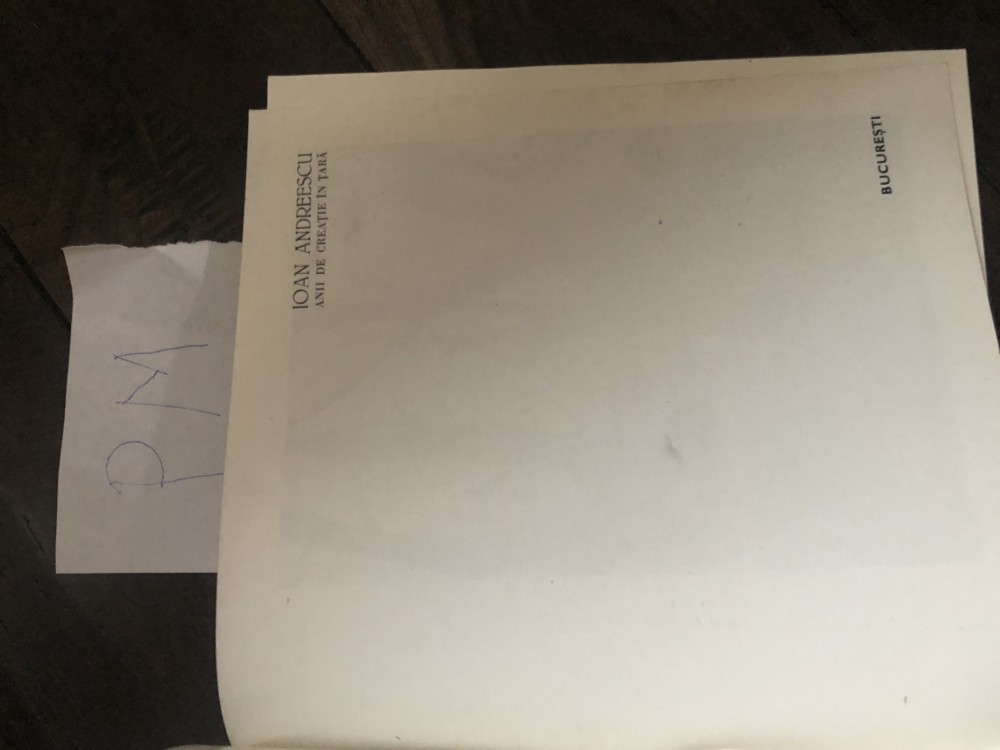 IOAN ANDREESCU
ANII DE CREAȚIE ÎN ȚARĂ
BUCUREȘTI
PM